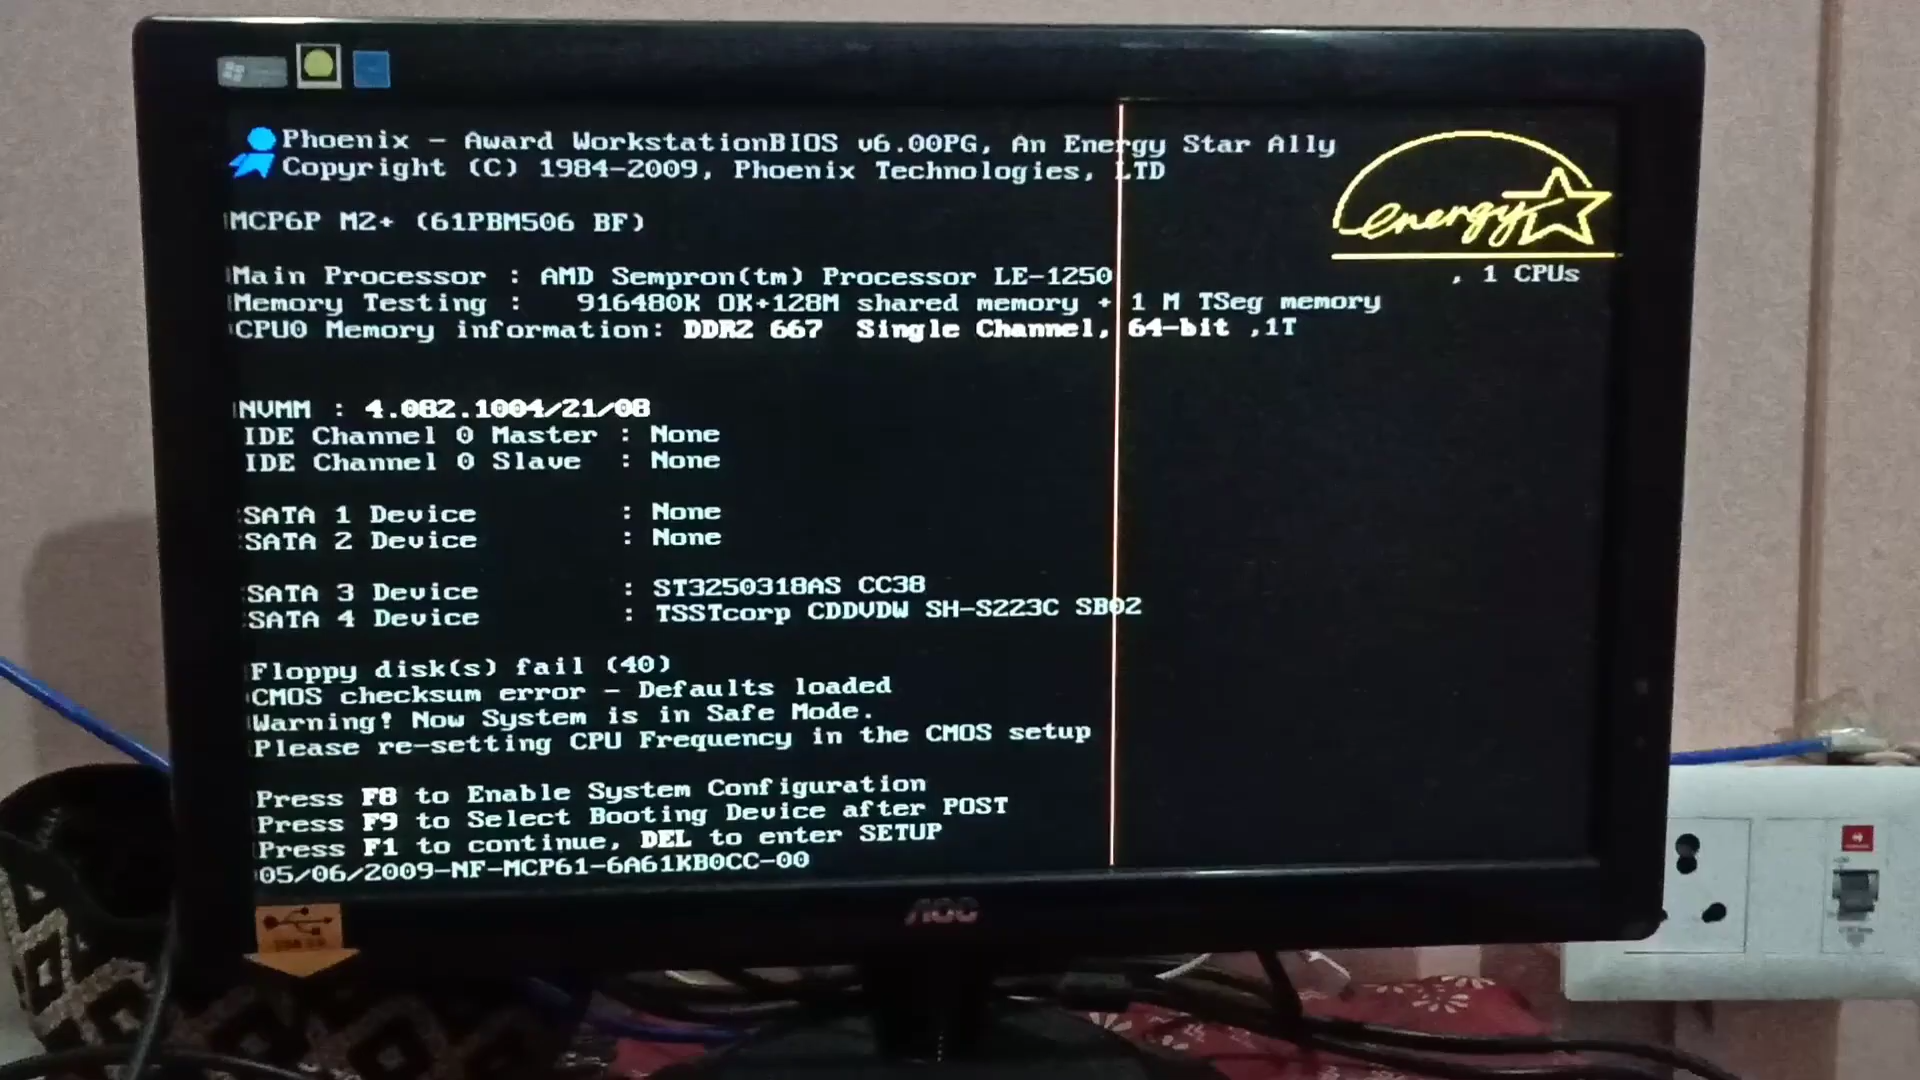 Phoenix - Award WorkstationBIOS v6.00PG, An Energy Star Ally
Copyright (C) 1984-2009, Phoenix Technologies, LTD
energy
MCP6P M2+ (61PBM506 BF)
Main Processor : AMD Sempron(tm) Processor LE-1250 , 1 CPUs
Memory Testing : 916480K OK+128M shared memory + 1 M TSeg memory
CPU0 Memory information: DDR2 667 Single Channel, 64-bit ,1T
NVMM : 4.082.1004/21/08
IDE Channel 0 Master : None
IDE Channel 0 Slave : None
SATA 1 Device : None
SATA 2 Device : None
SATA 3 Device : ST3250318AS CC38
SATA 4 Device : TSSTcorp CDDVDW SH-S223C SB02
Floppy disk(s) fail (40)
CMOS checksum error - Defaults loaded
Warning! Now System is in Safe Mode.
Please re-setting CPU Frequency in the CMOS setup
Press F8 to Enable System Configuration
Press F9 to Select Booting Device after POST
Press F1 to continue, DEL to enter SETUP
05/06/2009-NF-MCP61-6A61KB0CC-00
AOC